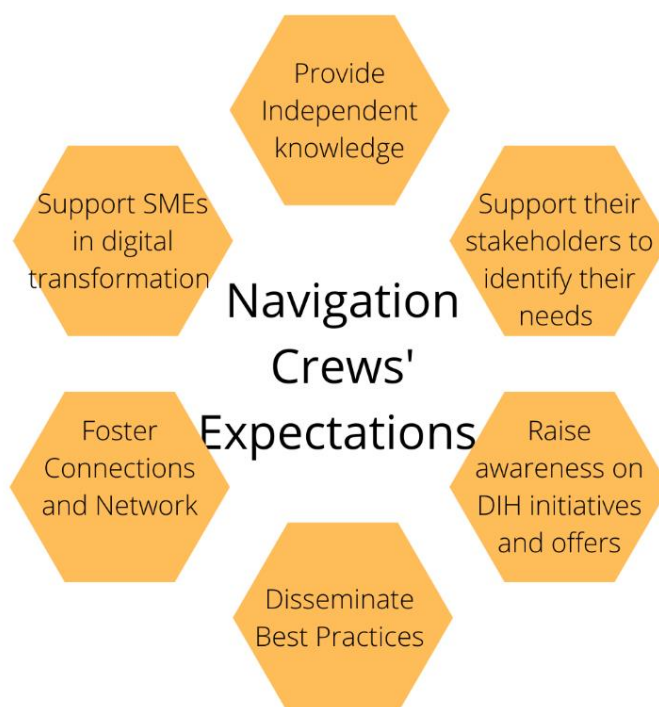 Provide
Independent
knowledge
Support SMEs
in digital
transformation
Support their
stakeholders to
identify their
needs
Navigation
Crews'
Expectations
Foster
Connections
and Network
Raise
awareness on
DIH initiatives
and offers
Disseminate
Best Practices